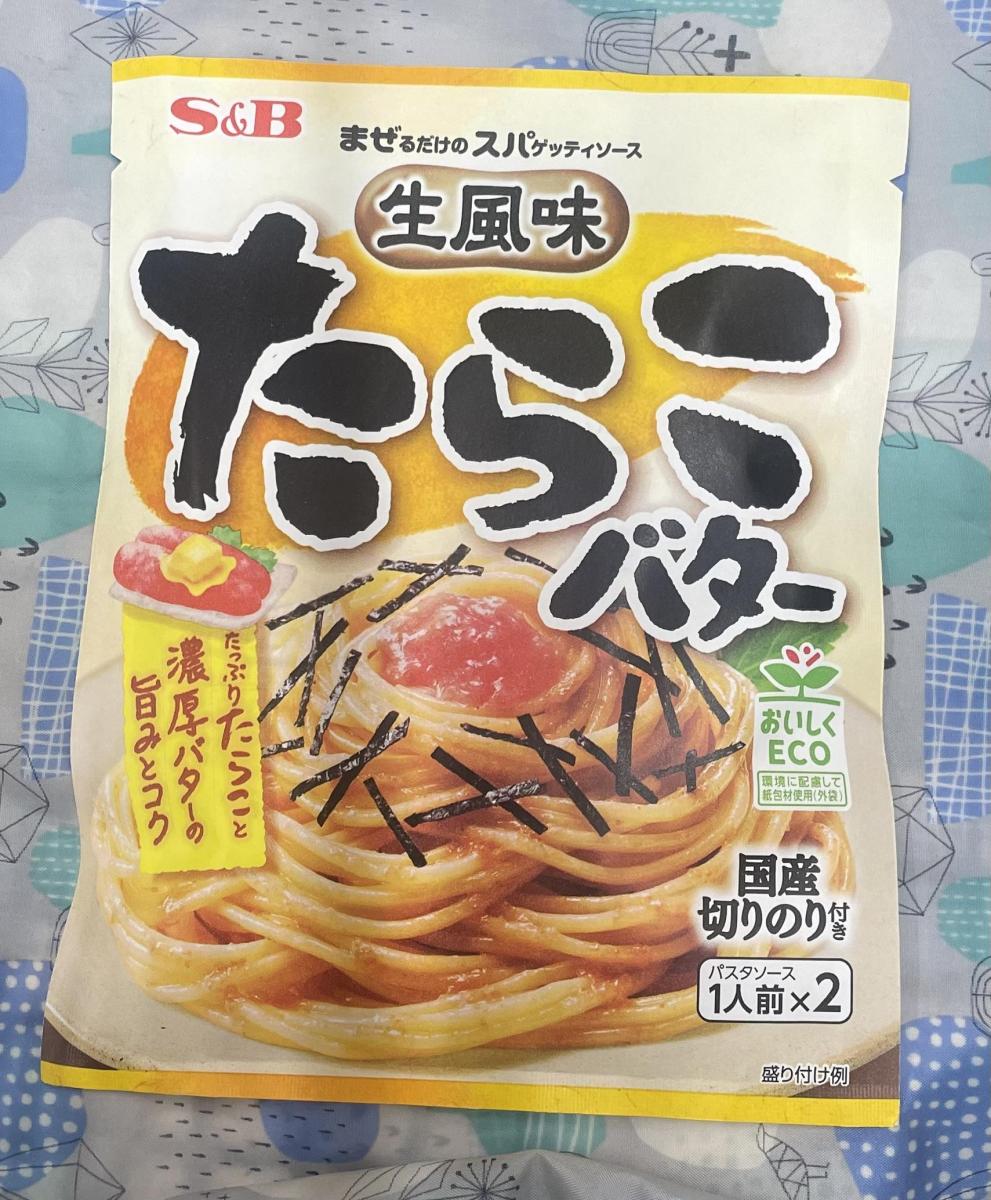 S&B
まぜるだけのスパゲッティソース
生風味
たらこ
バター
たっぷりたらこと
濃厚バターの
旨みとコク
おいしく
ECO
環境に配慮して
紙包材使用(外袋)
国産
切りのり付き
パスタソース
1人前×2
盛り付け例